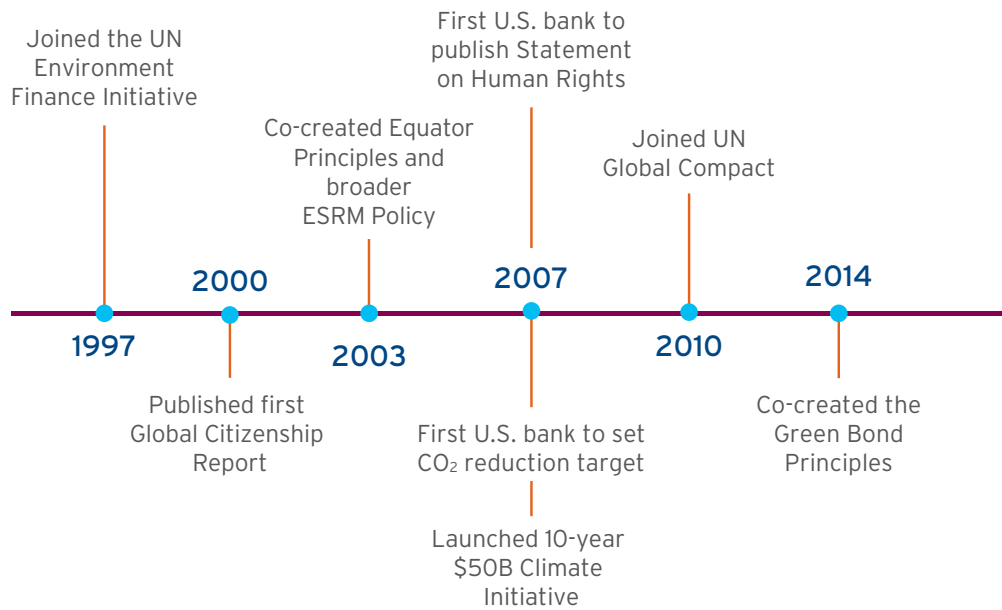 Joined the UN
Environment
Finance Initiative
1997
2000
Published first
Global Citizenship
Report
Co-created Equator
Principles and
broader
ESRM Policy
2003
First U.S. bank to
publish Statement
on Human Rights
2007
First U.S. bank to set
CO₂ reduction target
Launched 10-year
$50B Climate
Initiative
Joined UN
Global Compact
2010
2014
Co-created the
Green Bond
Principles